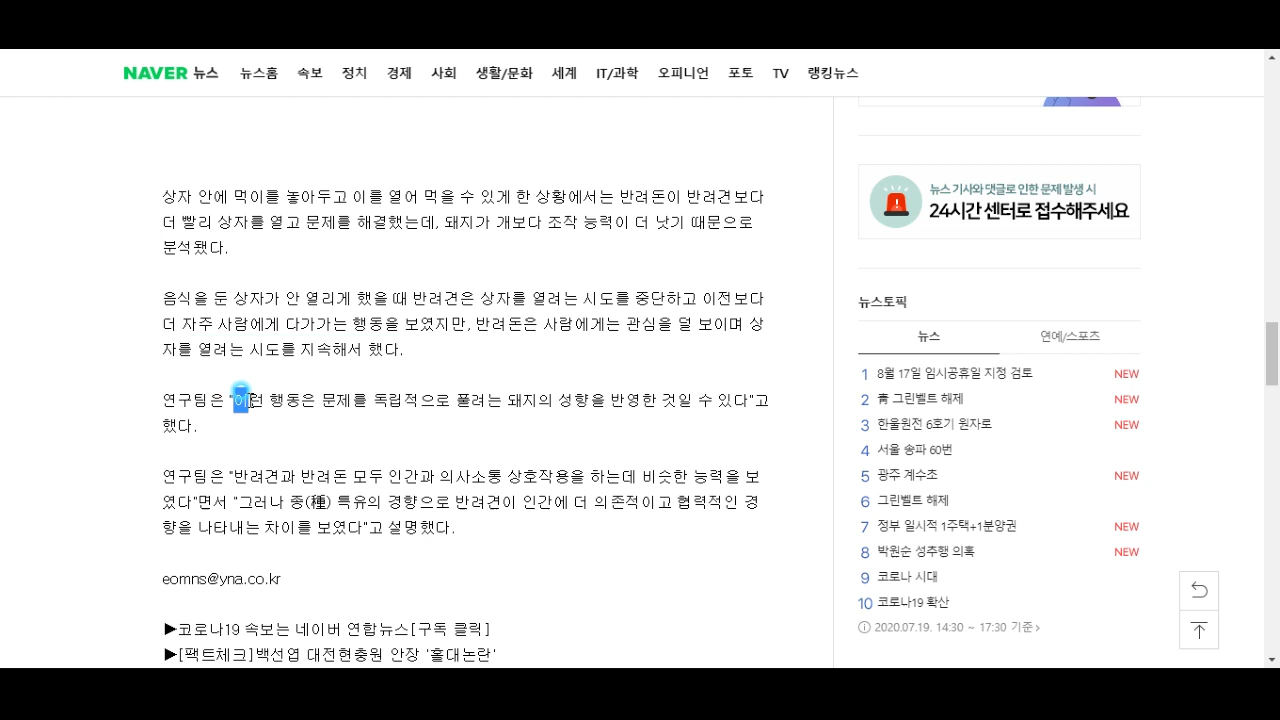 NAVER 뉴스 뉴스홈 속보 정치 경제 사회 생활/문화 세계 IT/과학 오피니언 포토 TV 랭킹뉴스
상자 안에 먹이를 놓아두고 이를 열어 먹을 수 있게 한 상황에서는 반려돈이 반려견보다
더 빨리 상자를 열고 문제를 해결했는데, 돼지가 개보다 조작 능력이 더 낫기 때문으로
분석됐다.
음식을 둔 상자가 안 열리게 했을 때 반려견은 상자를 열려는 시도를 중단하고 이전보다
더 자주 사람에게 다가가는 행동을 보였지만, 반려돈은 사람에게는 관심을 덜 보이며 상
자를 열려는 시도를 지속해서 했다.
연구팀은 "이런 행동은 문제를 독립적으로 풀려는 돼지의 성향을 반영한 것일 수 있다"고
했다.
연구팀은 "반려견과 반려돈 모두 인간과 의사소통 상호작용을 하는데 비슷한 능력을 보
였다"면서 "그러나 종(種) 특유의 경향으로 반려견이 인간에 더 의존적이고 협력적인 경
향을 나타내는 차이를 보였다"고 설명했다.
eomns@yna.co.kr
▶코로나19 속보는 네이버 연합뉴스[구독 클릭]
▶[팩트체크]백선엽 대전현충원 안장 '홀대논란'
뉴스 기사와 댓글로 인한 문제 발생 시
24시간 센터로 접수해주세요
뉴스토픽
뉴스 연예/스포츠
1 8월 17일 임시공휴일 지정 검토 NEW
2 靑 그린벨트 해제 NEW
3 한울원전 6호기 원자로 NEW
4 서울 송파 60번
5 광주 계수초 NEW
6 그린벨트 해제
7 정부 일시적 1주택+1분양권 NEW
8 박원순 성추행 의혹 NEW
9 코로나 시대
10 코로나19 확산
2020.07.19. 14:30 ~ 17:30 기준 >